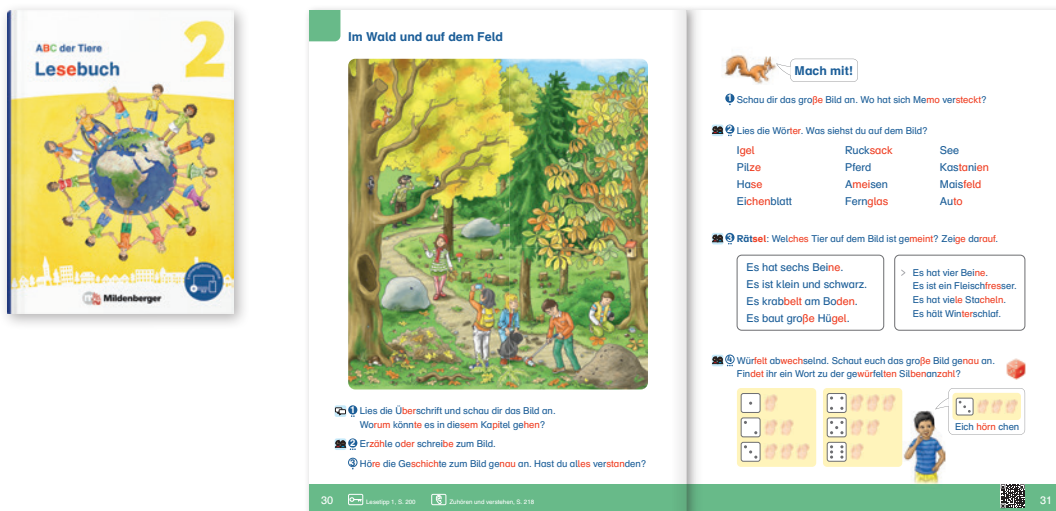 ABC der Tiere
Lesebuch
2
Mildenberger
Im Wald und auf dem Feld
1 Lies die Überschrift und schau dir das Bild an.
Worum könnte es in diesem Kapitel gehen?
2 Erzähle oder schreibe zum Bild.
3 Höre die Geschichte zum Bild genau an. Hast du alles verstanden?
30 Lesetipp 1, S. 200 Zuhören und verstehen, S. 218
Mach mit!
1 Schau dir das große Bild an. Wo hat sich Memo versteckt?
2 Lies die Wörter. Was siehst du auf dem Bild?
Igel Rucksack See
Pilze Pferd Kastanien
Hase Ameisen Maisfeld
Eichenblatt Fernglas Auto
3 Rätsel: Welches Tier auf dem Bild ist gemeint? Zeige darauf.
Es hat sechs Beine.
Es ist klein und schwarz.
Es krabbelt am Boden.
Es baut große Hügel.
> Es hat vier Beine.
Es ist ein Fleischfresser.
Es hat viele Stacheln.
Es hält Winterschlaf.
4 Würfelt abwechselnd. Schaut euch das große Bild genau an.
Findet ihr ein Wort zu der gewürfelten Silbenanzahl?
Eich hörn chen
31